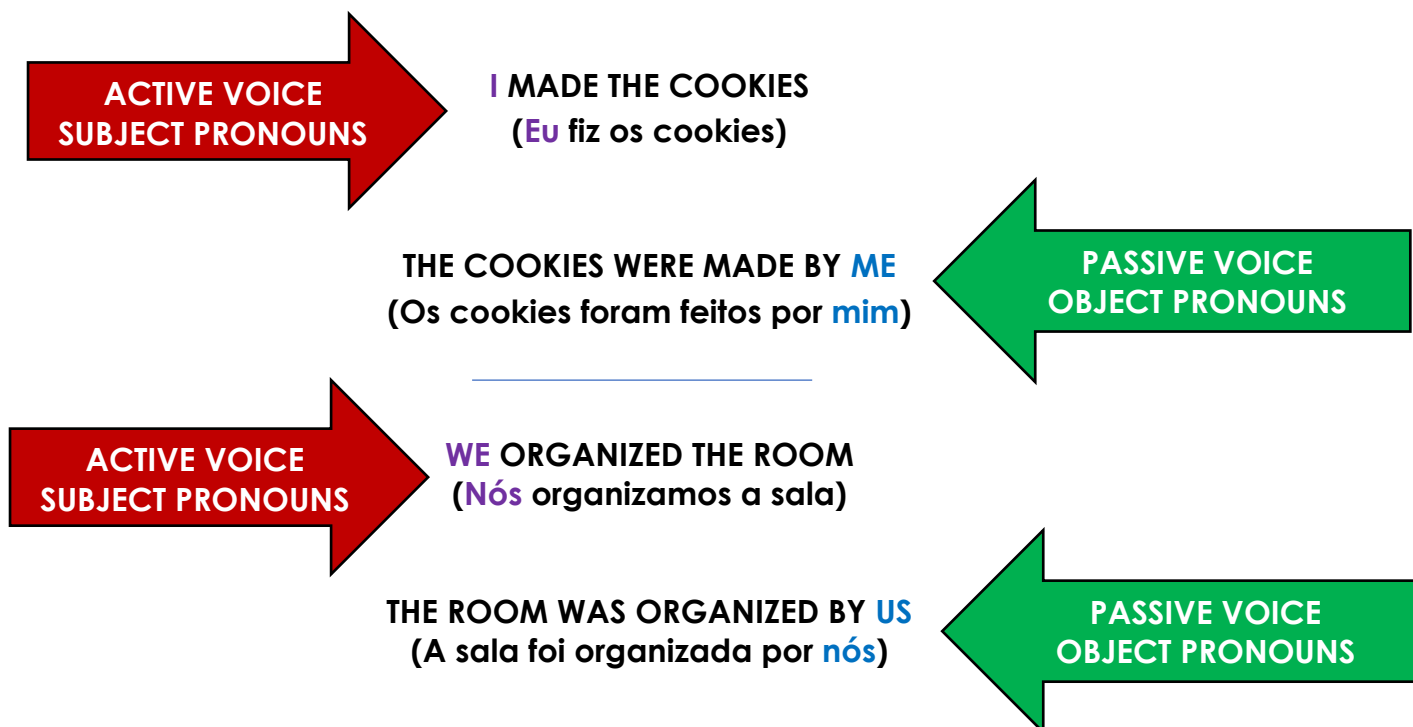 ACTIVE VOICE
SUBJECT PRONOUNS
I MADE THE COOKIES
(Eu fiz os cookies)
THE COOKIES WERE MADE BY ME
(Os cookies foram feitos por mim)
PASSIVE VOICE
OBJECT PRONOUNS
ACTIVE VOICE
SUBJECT PRONOUNS
WE ORGANIZED THE ROOM
(Nós organizamos a sala)
THE ROOM WAS ORGANIZED BY US
(A sala foi organizada por nós)
PASSIVE VOICE
OBJECT PRONOUNS